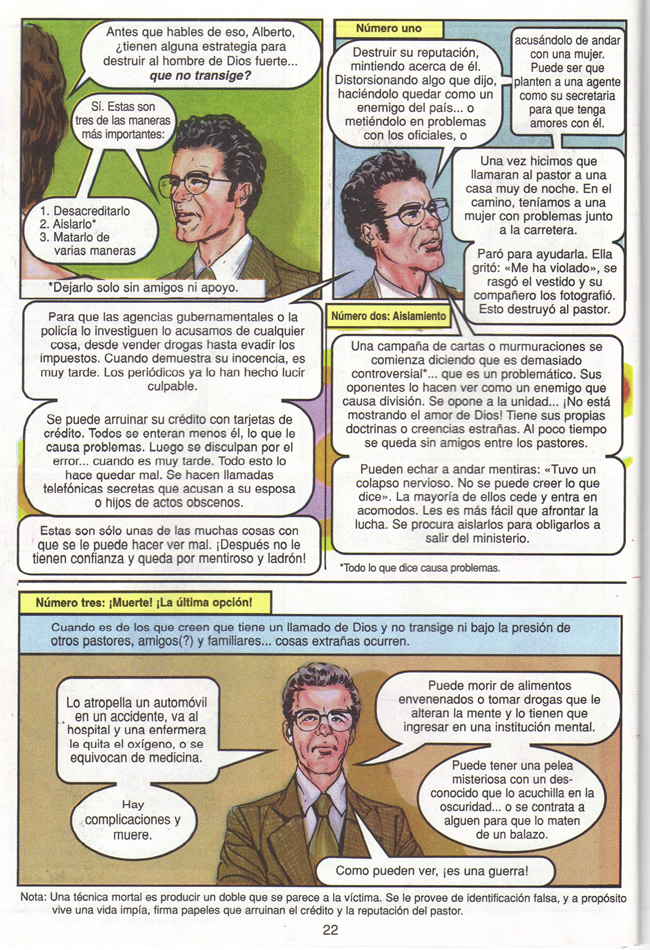 Antes que hables de eso, Alberto,
¿tienen alguna estrategia para
destruir al hombre de Dios fuerte...
que no transige?
Sí. Estas son
tres de las maneras
más importantes:
1. Desacreditarlo
2. Aislarlo*
3. Matarlo de
varias maneras
*Dejarlo solo sin amigos ni apoyo.
Número uno
Destruir su reputación,
mintiendo acerca de él.
Distorsionando algo que dijo,
haciéndolo quedar como un
enemigo del país... o
metiéndolo en problemas
con los oficiales, o
acusándolo de andar
con una mujer.
Puede ser que
planten a una agente
como su secretaria
para que tenga
amores con él.
Una vez hicimos que
llamaran al pastor a una
casa muy de noche. En el
camino, teníamos a una
mujer con problemas junto
a la carretera.
Paró para ayudarla. Ella
gritó: «Me ha violado», se
rasgó el vestido y su
compañero los fotografió.
Esto destruyó al pastor.
Para que las agencias gubernamentales o la
policía lo investiguen lo acusamos de cualquier
cosa, desde vender drogas hasta evadir los
impuestos. Cuando demuestra su inocencia, es
muy tarde. Los periódicos ya lo han hecho lucir
culpable.
Se puede arruinar su crédito con tarjetas de
crédito. Todos se enteran menos él, lo que le
causa problemas. Luego se disculpan por el
error... cuando es muy tarde. Todo esto lo
hace quedar mal. Se hacen llamadas
telefónicas secretas que acusan a su esposa
o hijos de actos obscenos.
Estas son sólo unas de las muchas cosas con
que se le puede hacer ver mal. ¡Después no le
tienen confianza y queda por mentiroso y ladrón!
Número dos: Aislamiento
Una campaña de cartas o murmuraciones se
comienza diciendo que es demasiado
controversial*... que es un problemático. Sus
oponentes lo hacen ver como un enemigo que
causa división. Se opone a la unidad... ¡No está
mostrando el amor de Dios! Tiene sus propias
doctrinas o creencias estrañas. Al poco tiempo
se queda sin amigos entre los pastores.
Pueden echar a andar mentiras: «Tuvo un
colapso nervioso. No se puede creer lo que
dice». La mayoría de ellos cede y entra en
acomodos. Les es más fácil que afrontar la
lucha. Se procura aislarlos para obligarlos a
salir del ministerio.
*Todo lo que dice causa problemas.
Número tres: ¡Muerte! ¡La última opción!
Cuando es de los que creen que tiene un llamado de Dios y no transige ni bajo la presión de
otros pastores, amigos(?) y familiares... cosas extrañas ocurren.
Lo atropella un automóvil
en un accidente, va al
hospital y una enfermera
le quita el oxígeno, o se
equivocan de medicina.
Hay
complicaciones y
muere.
Puede morir de alimentos
envenenados o tomar drogas que le
alteran la mente y lo tienen que
ingresar en una institución mental.
Puede tener una pelea
misteriosa con un des-
conocido que lo acuchilla en la
oscuridad... o se contrata a
alguen para que lo maten
de un balazo.
Como pueden ver, ¡es una guerra!
Nota: Una técnica mortal es producir un doble que se parece a la víctima. Se le provee de identificación falsa, y a propósito
vive una vida impía, firma papeles que arruinan el crédito y la reputación del pastor.
22